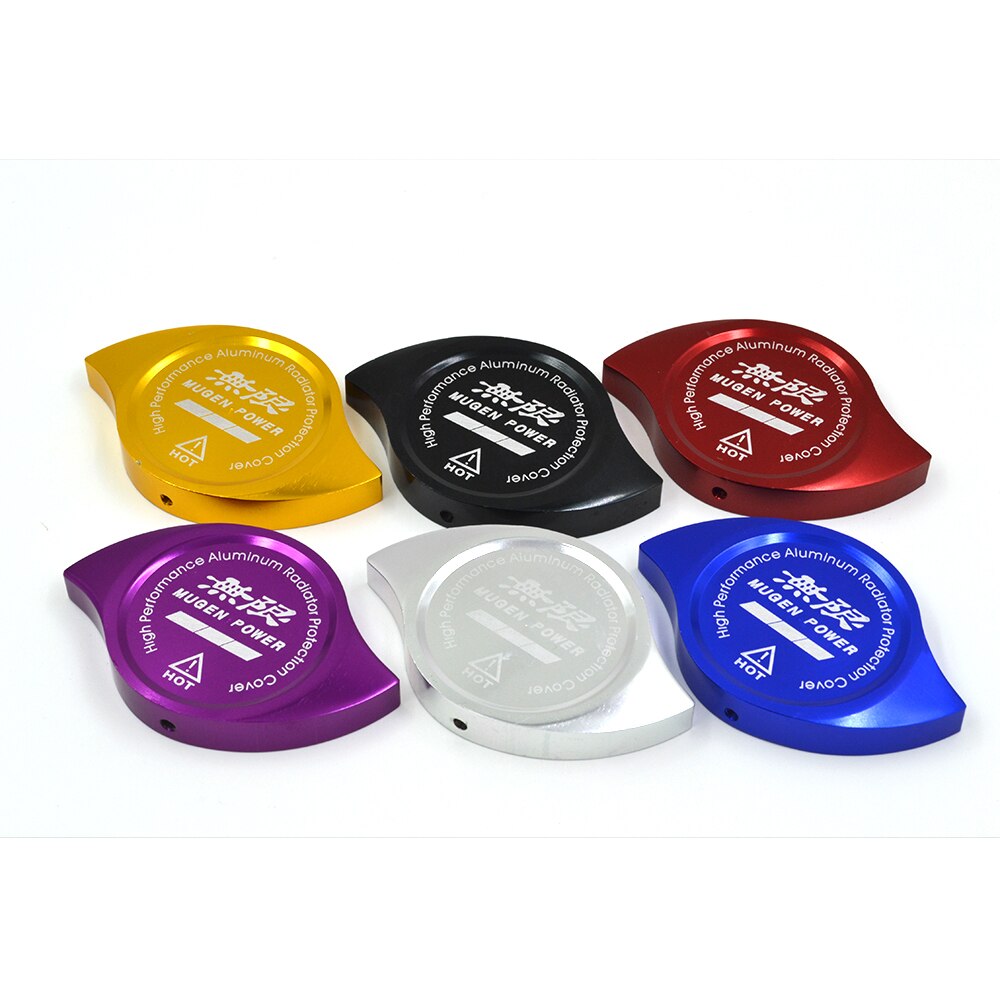 High Performance Aluminum Radiator Protection Cover
無限
MUGEN POWER
HOT
High Performance Aluminum Radiator Protection Cover
無限
MUGEN POWER
HOT
High Performance Aluminum Radiator Protection Cover
無限
MUGEN POWER
HOT
High Performance Aluminum Radiator Protection Cover
無限
MUGEN POWER
HOT
High Performance Aluminum Radiator Protection Cover
無限
MUGEN POWER
HOT
High Performance Aluminum Radiator Protection Cover
無限
MUGEN POWER
HOT